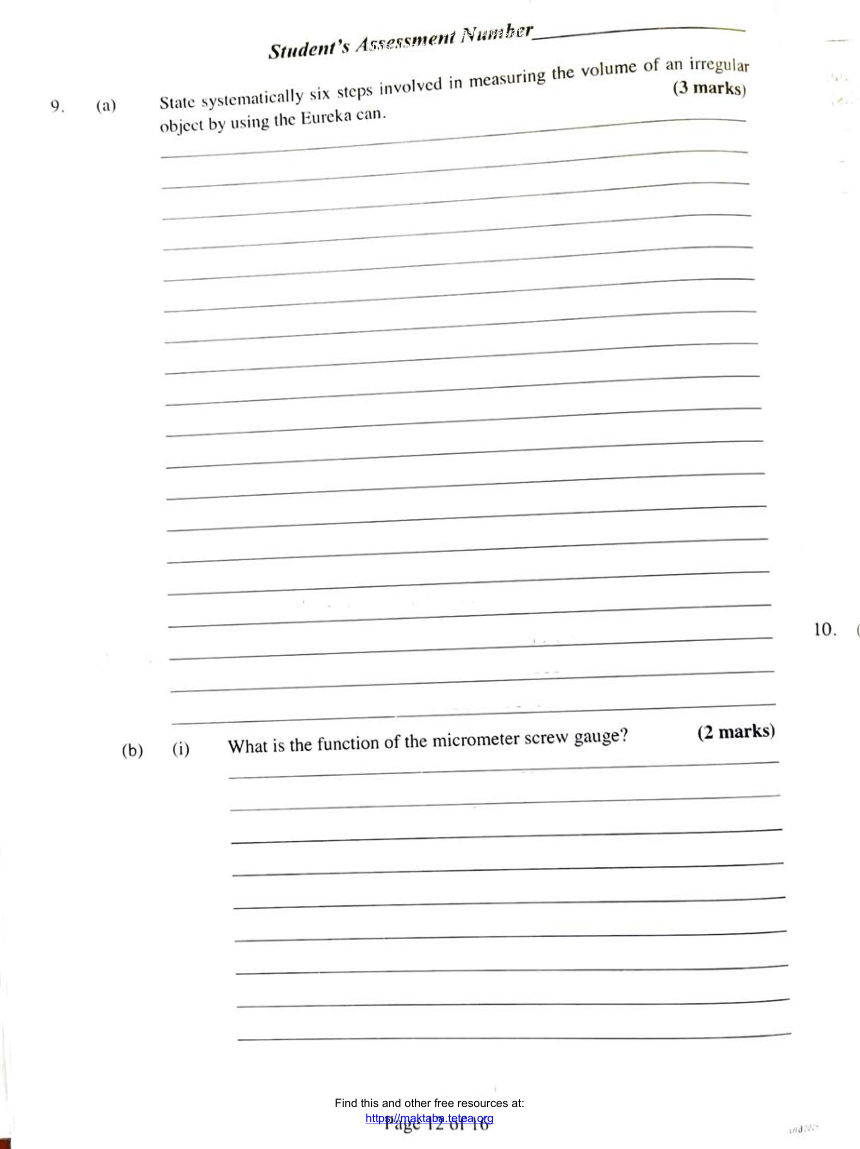 Student's Assessment Number
9. (a) State systematically six steps involved in measuring the volume of an irregular
object by using the Eureka can. (3 marks)
10. (
(b) (i) What is the function of the micrometer screw gauge? (2 marks)
Find this and other free resources at:
https://maktaba.tetea.org
Page 12 of 16